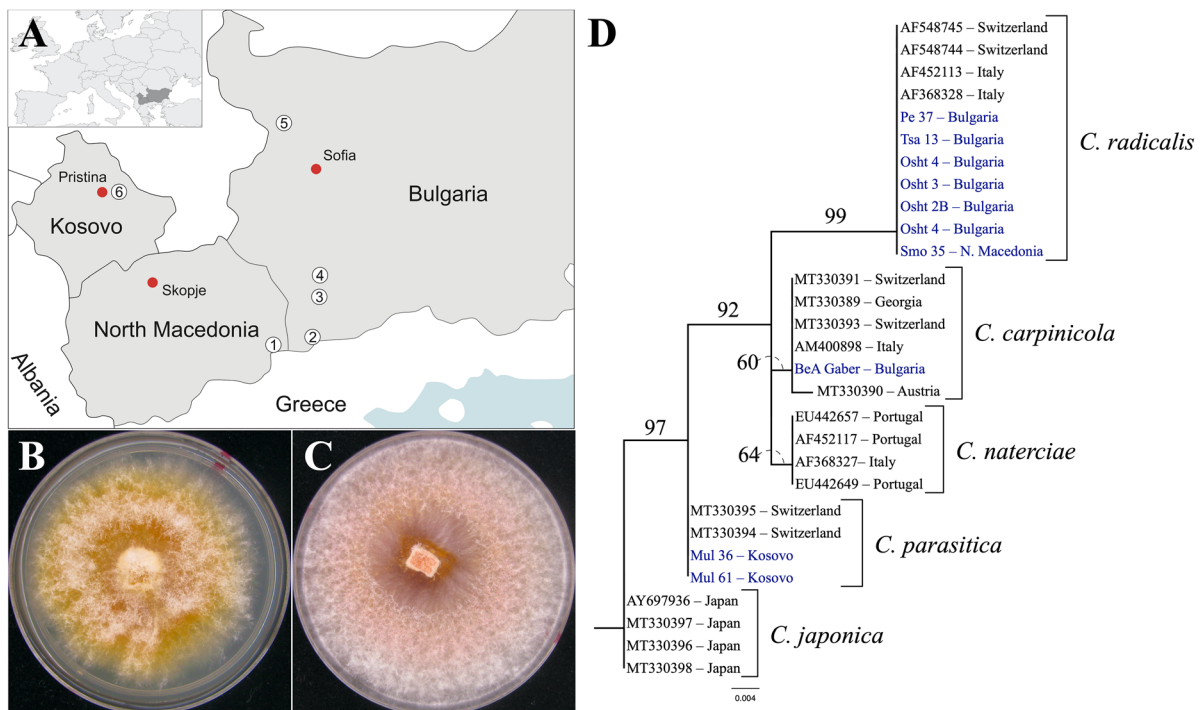 A
5
Sofia
Pristina
6
Bulgaria
Kosovo
4
Skopje
3
North Macedonia
2
1
Albania
Greece
B
C
D
AF548745 – Switzerland
AF548744 – Switzerland
AF452113 – Italy
AF368328 – Italy
Pe 37 – Bulgaria
Tsa 13 – Bulgaria
Osht 4 – Bulgaria
Osht 3 – Bulgaria
Osht 2B – Bulgaria
Osht 4 – Bulgaria
Smo 35 – N. Macedonia
C. radicalis
99
MT330391 – Switzerland
MT330389 – Georgia
MT330393 – Switzerland
AM400898 – Italy
BeA Gaber – Bulgaria
MT330390 – Austria
C. carpinicola
92
60
EU442657 – Portugal
AF452117 – Portugal
AF368327– Italy
EU442649 – Portugal
C. naterciae
64
97
MT330395 – Switzerland
MT330394 – Switzerland
Mul 36 – Kosovo
Mul 61 – Kosovo
C. parasitica
AY697936 – Japan
MT330397 – Japan
MT330396 – Japan
MT330398 – Japan
C. japonica
0.004